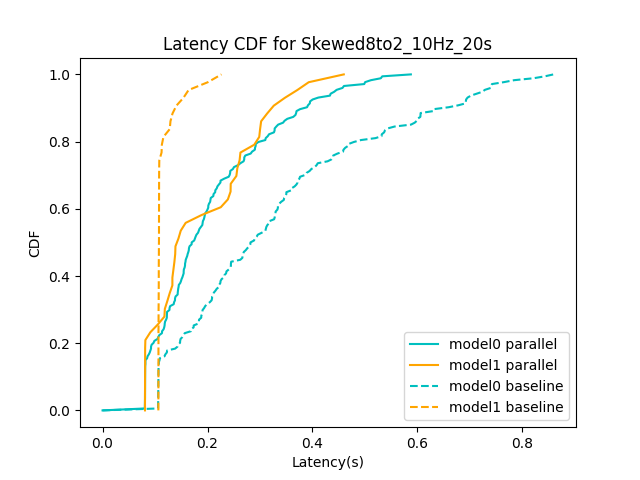 Latency CDF for Skewed8to2_10Hz_20s
1.0
0.8
0.6
0.4
0.2
0.0
CDF
0.0 0.2 0.4 0.6 0.8
Latency(s)
model0 parallel
model1 parallel
model0 baseline
model1 baseline